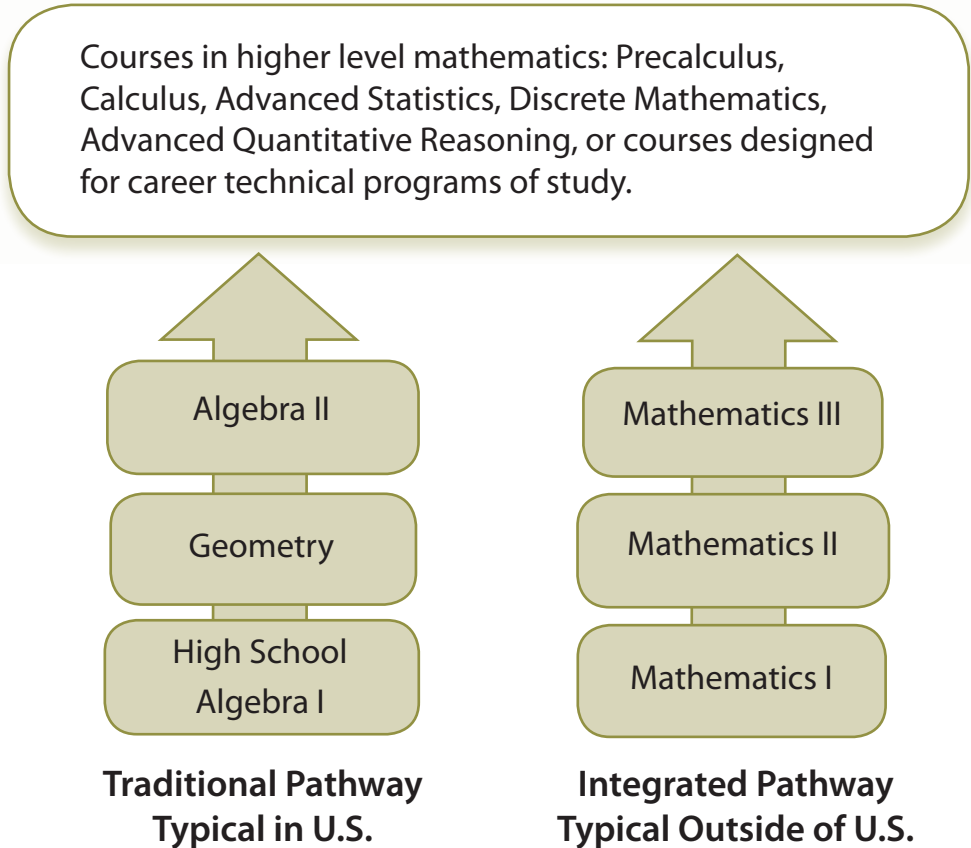 Courses in higher level mathematics: Precalculus,
Calculus, Advanced Statistics, Discrete Mathematics,
Advanced Quantitative Reasoning, or courses designed
for career technical programs of study.
Algebra II
Geometry
High School
Algebra I
Traditional Pathway
Typical in U.S.
Mathematics III
Mathematics II
Mathematics I
Integrated Pathway
Typical Outside of U.S.